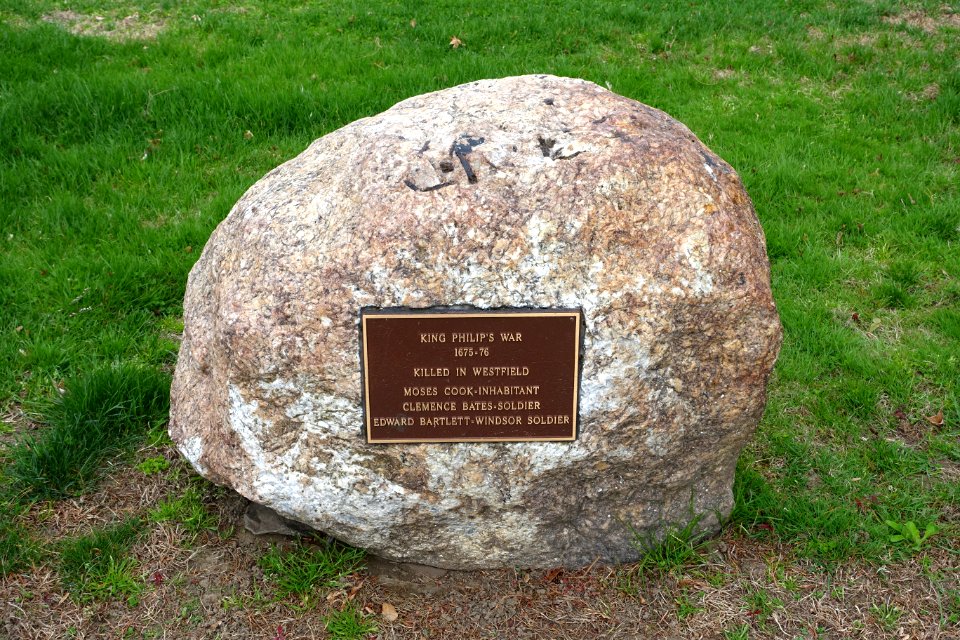 KING PHILIP'S WAR
1675-76
KILLED IN WESTFIELD
MOSES COOK-INHABITANT
CLEMENCE BATES-SOLDIER
EDWARD BARTLETT-WINDSOR SOLDIER